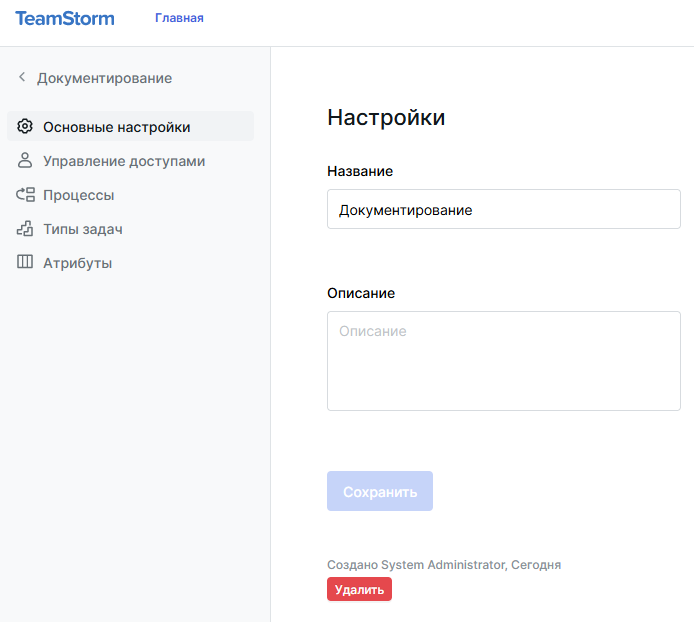 TeamStorm
Главная
Документирование
Основные настройки
Управление доступами
Процессы
Типы задач
Атрибуты
Настройки
Название
Документирование
Описание
Описание
Сохранить
Создано System Administrator, Сегодня
Удалить